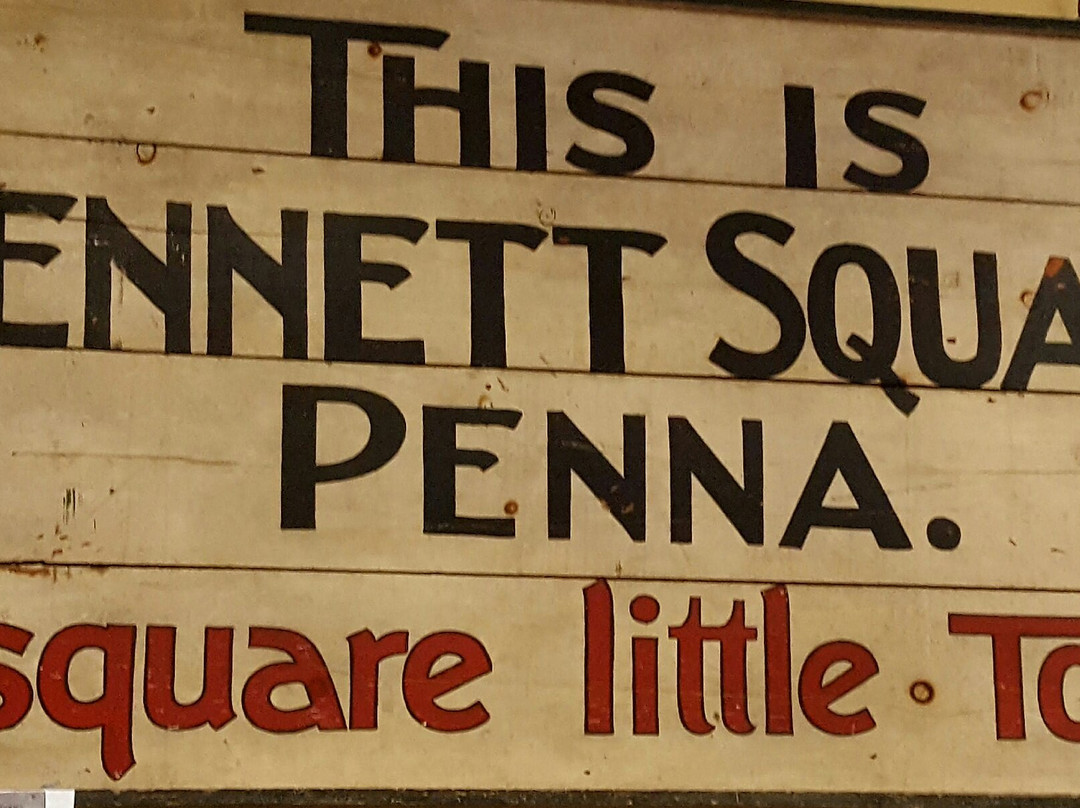 THIS IS
ENNETT SQUA
PENNA.
square little To